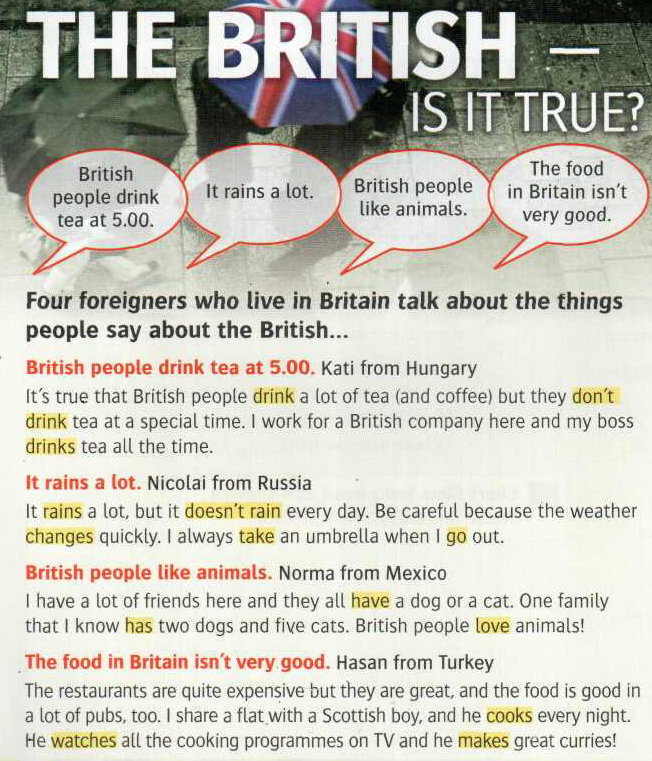 THE BRITISH –
IS IT TRUE?
British
people drink
tea at 5.00.
It rains a lot.
British people
like animals.
The food
in Britain isn't
very good.
Four foreigners who live in Britain talk about the things
people say about the British...
British people drink tea at 5.00. Kati from Hungary
It's true that British people drink a lot of tea (and coffee) but they don't
drink tea at a special time. I work for a British company here and my boss
drinks tea all the time.
It rains a lot. Nicolai from Russia
It rains a lot, but it doesn't rain every day. Be careful because the weather
changes quickly. I always take an umbrella when I go out.
British people like animals. Norma from Mexico
I have a lot of friends here and they all have a dog or a cat. One family
that I know has two dogs and five cats. British people love animals!
The food in Britain isn't very good. Hasan from Turkey
The restaurants are quite expensive but they are great, and the food is good in
a lot of pubs, too. I share a flat with a Scottish boy, and he cooks every night.
He watches all the cooking programmes on TV and he makes great curries!